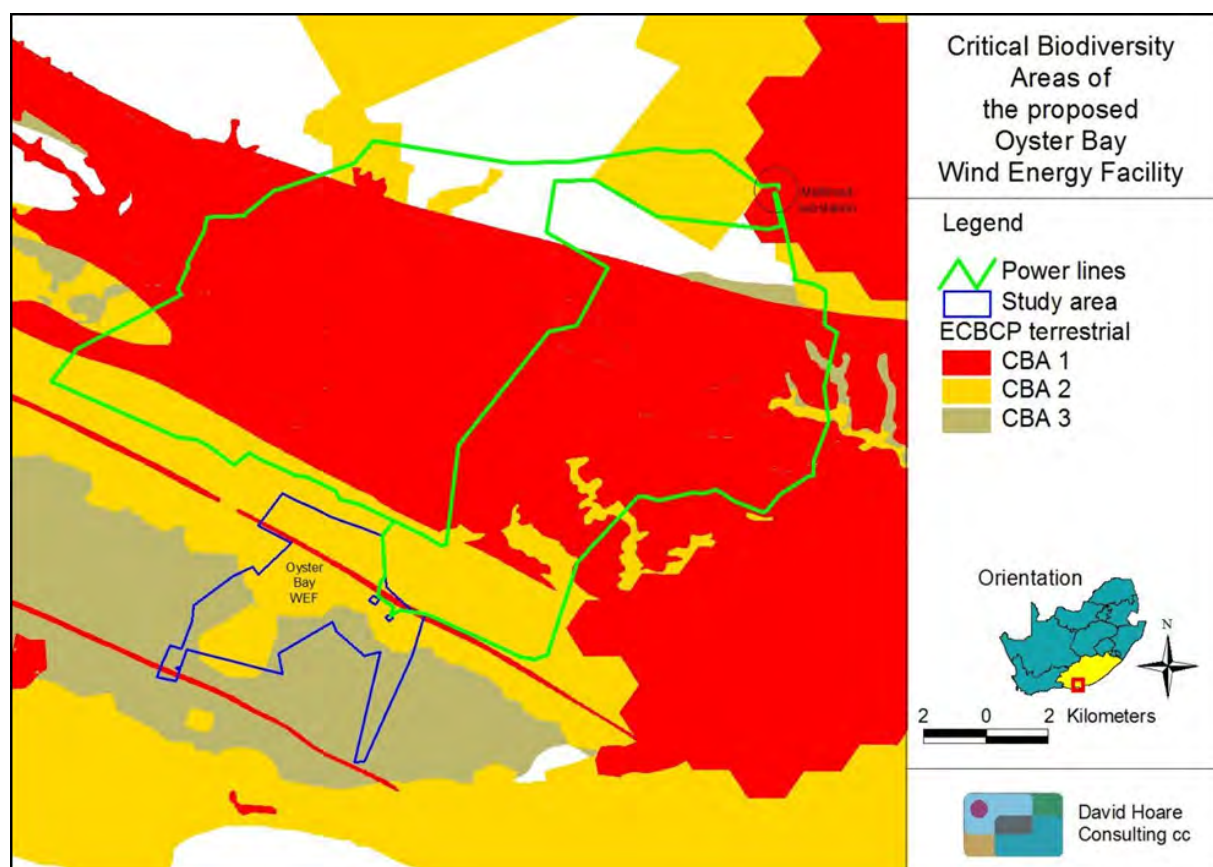 Critical Biodiversity
Areas of
the proposed
Oyster Bay
Wind Energy Facility
Legend
Power lines
Study area
ECBCP terrestrial
CBA 1
CBA 2
CBA 3
Oyster
Bay
WEF
Orientation
N
2 0 2 Kilometers
David Hoare
Consulting cc